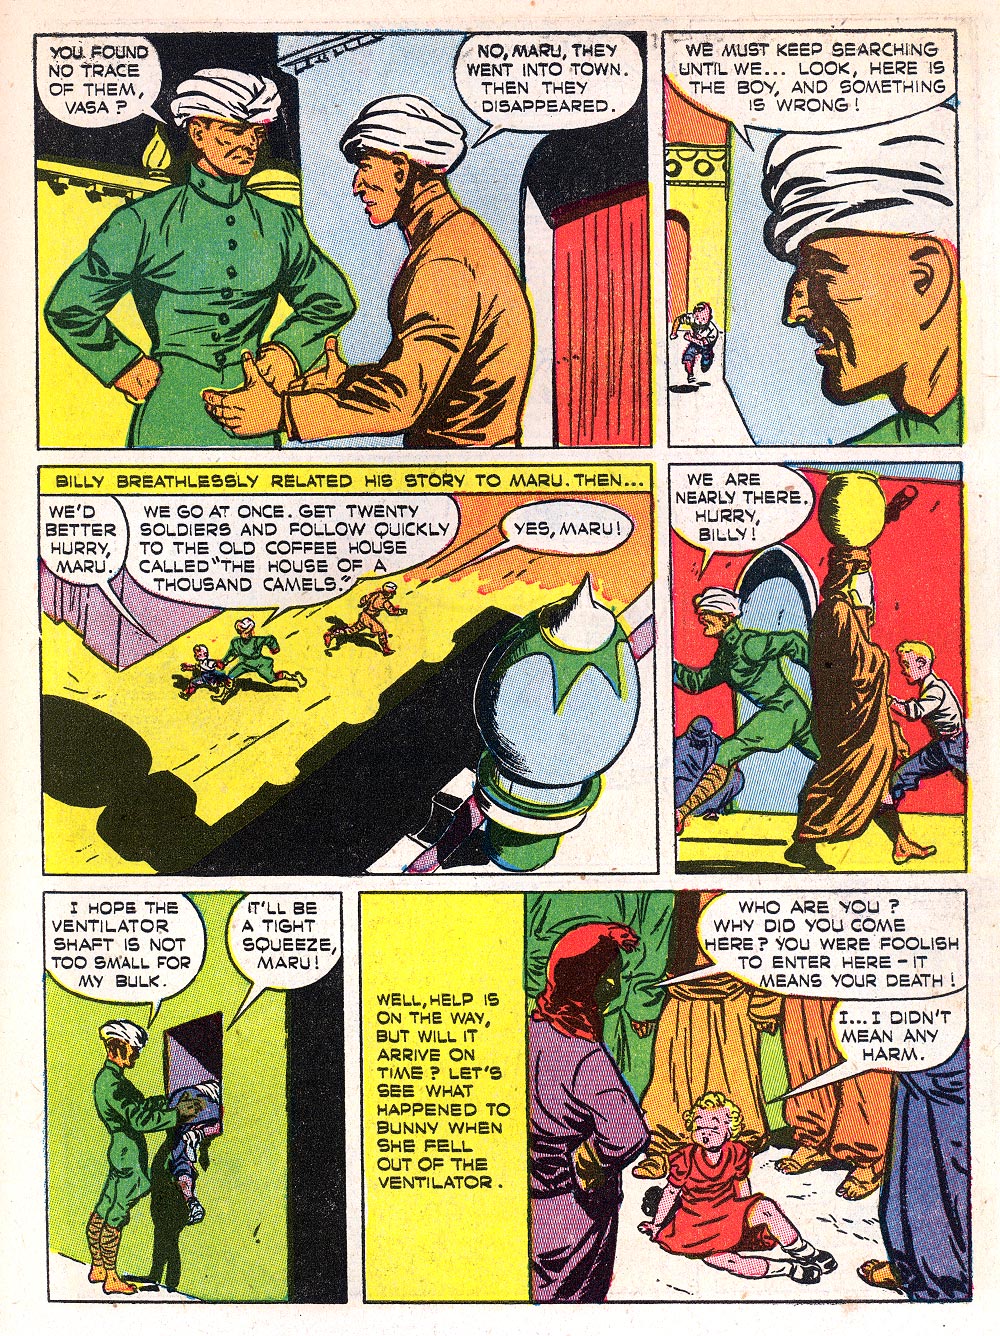 YOU FOUND
NO TRACE
OF THEM,
VASA?
NO, MARU, THEY
WENT INTO TOWN.
THEN THEY
DISAPPEARED.
WE MUST KEEP SEARCHING
UNTIL WE... LOOK, HERE IS
THE BOY, AND SOMETHING
IS WRONG!
BILLY BREATHLESSLY RELATED HIS STORY TO MARU. THEN...
WE'D
BETTER
HURRY,
MARU.
WE GO AT ONCE. GET TWENTY
SOLDIERS AND FOLLOW QUICKLY
TO THE OLD COFFEE HOUSE
CALLED "THE HOUSE OF A
THOUSAND CAMELS."
YES, MARU!
WE ARE
NEARLY THERE.
HURRY,
BILLY!
I HOPE THE
VENTILATOR
SHAFT IS NOT
TOO SMALL FOR
MY BULK.
IT'LL BE
A TIGHT
SQUEEZE,
MARU!
WELL, HELP IS
ON THE WAY,
BUT WILL IT
ARRIVE ON
TIME? LET'S
SEE WHAT
HAPPENED TO
BUNNY WHEN
SHE FELL
OUT OF THE
VENTILATOR.
WHO ARE YOU?
WHY DID YOU COME
HERE? YOU WERE FOOLISH
TO ENTER HERE - IT
MEANS YOUR DEATH!
I... I DIDN'T
MEAN ANY
HARM.